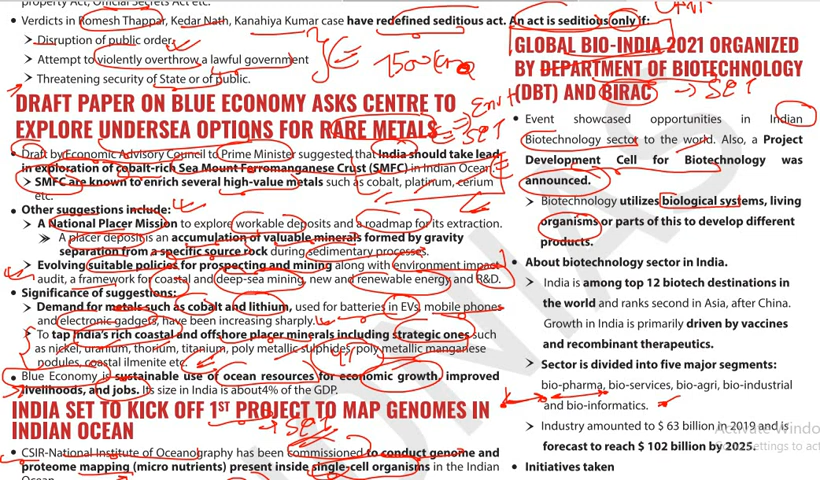 property Act, Official Secrets Act etc.
• Verdicts in Romesh Thappar, Kedar Nath, Kanahiya Kumar case have redefined seditious act. An act is seditious only if:
➤ Disruption of public order.
➤ Attempt to violently overthrow a lawful government
➤ Threatening security of State or of public.
DRAFT PAPER ON BLUE ECONOMY ASKS CENTRE TO
EXPLORE UNDERSEA OPTIONS FOR RARE METALS
• Draft by Economic Advisory Council to Prime Minister suggested that India should take lead
in exploration of cobalt-rich Sea Mount Ferromanganese Crust (SMFC) in Indian Ocean.
➤ SMFC are known to enrich several high-value metals such as cobalt, platinum, cerium
etc.
• Other suggestions include:
➤ A National Placer Mission to explore workable deposits and a roadmap for its extraction.
➤ A placer deposit is an accumulation of valuable minerals formed by gravity
separation from a specific source rock during sedimentary processes.
➤ Evolving suitable policies for prospecting and mining along with environment impact
audit, a framework for coastal and deep-sea mining, new and renewable energy and R&D.
• Significance of suggestions:
➤ Demand for metals such as cobalt and lithium, used for batteries in EVs, mobile phones
and electronic gadgets, have been increasing sharply.
➤ To tap India's rich coastal and offshore placer minerals including strategic ones such
as nickel, uranium, thorium, titanium, poly metallic sulphides, poly metallic manganese
nodules, coastal ilmenite etc.
• Blue Economy is sustainable use of ocean resources for economic growth, improved
livelihoods, and jobs. Its size in India is about 4% of the GDP.
INDIA SET TO KICK OFF 1ST PROJECT TO MAP GENOMES IN
INDIAN OCEAN
S&T
• CSIR-National Institute of Oceanography has been commissioned to conduct genome and
proteome mapping (micro nutrients) present inside single-cell organisms in the Indian
Ocean.
1500
Envt
S&T
GLOBAL BIO-INDIA 2021 ORGANIZED
BY DEPARTMENT OF BIOTECHNOLOGY
(DBT) AND BIRAC
S&T
• Event showcased opportunities in Indian
Biotechnology sector to the world. Also, a Project
Development Cell for Biotechnology was
announced.
➤ Biotechnology utilizes biological systems, living
organisms or parts of this to develop different
products.
• About biotechnology sector in India.
➤ India is among top 12 biotech destinations in
the world and ranks second in Asia, after China.
Growth in India is primarily driven by vaccines
and recombinant therapeutics.
➤ Sector is divided into five major segments:
bio-pharma, bio-services, bio-agri, bio-industrial
and bio-informatics.
➤ Industry amounted to $ 63 billion in 2019 and is
forecast to reach $ 102 billion by 2025.
• Initiatives taken
Activate Windo
Settings to act